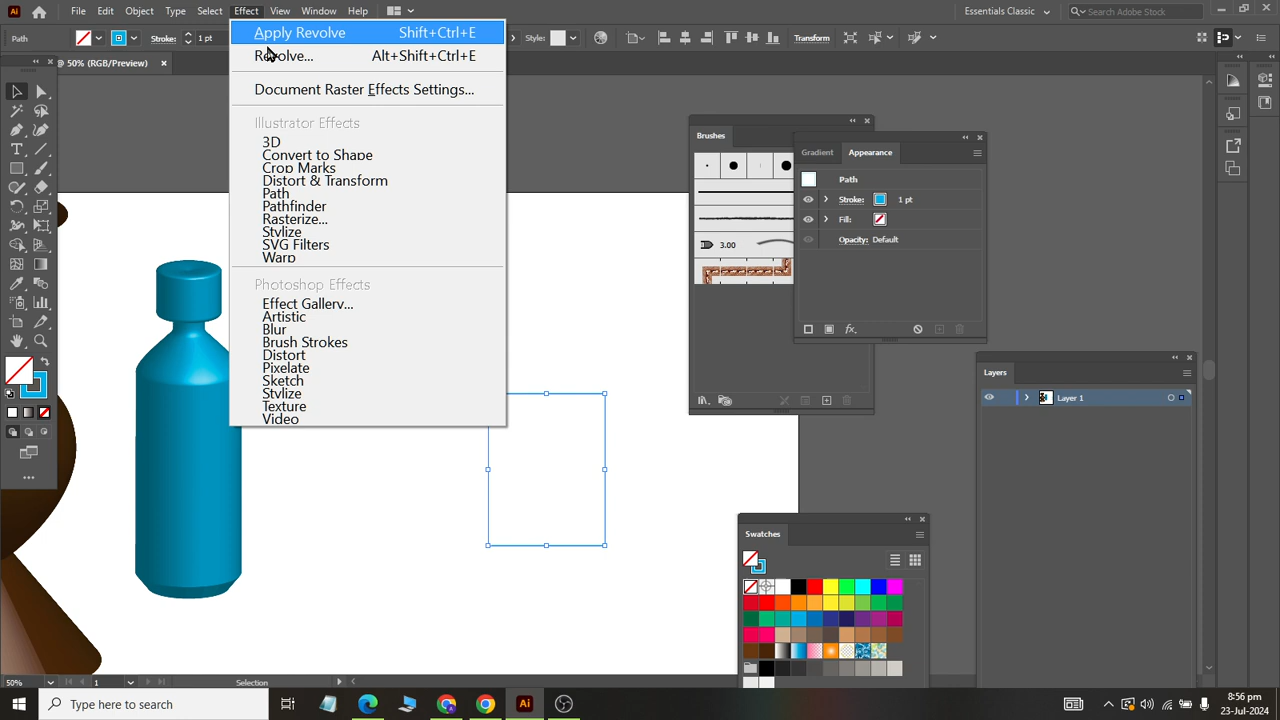 File Edit Object Type Select Effect View Window Help Essentials Classic Search Adobe Stock
Path Stroke: 1 pt Style: Transform
@ 50% (RGB/Preview) ×
Apply Revolve Shift+Ctrl+E
Revolve... Alt+Shift+Ctrl+E
Document Raster Effects Settings...
Illustrator Effects
3D
Convert to Shape
Crop Marks
Distort & Transform
Path
Pathfinder
Rasterize...
Stylize
SVG Filters
Warp
Photoshop Effects
Effect Gallery...
Artistic
Blur
Brush Strokes
Distort
Pixelate
Sketch
Stylize
Texture
Video
Brushes
3.00
Gradient Appearance
Path
Stroke: 1 pt
Fill:
Opacity: Default
Layers
Layer 1
Swatches
50% 1 Selection
Type here to search
8:56 pm
23-Jul-2024